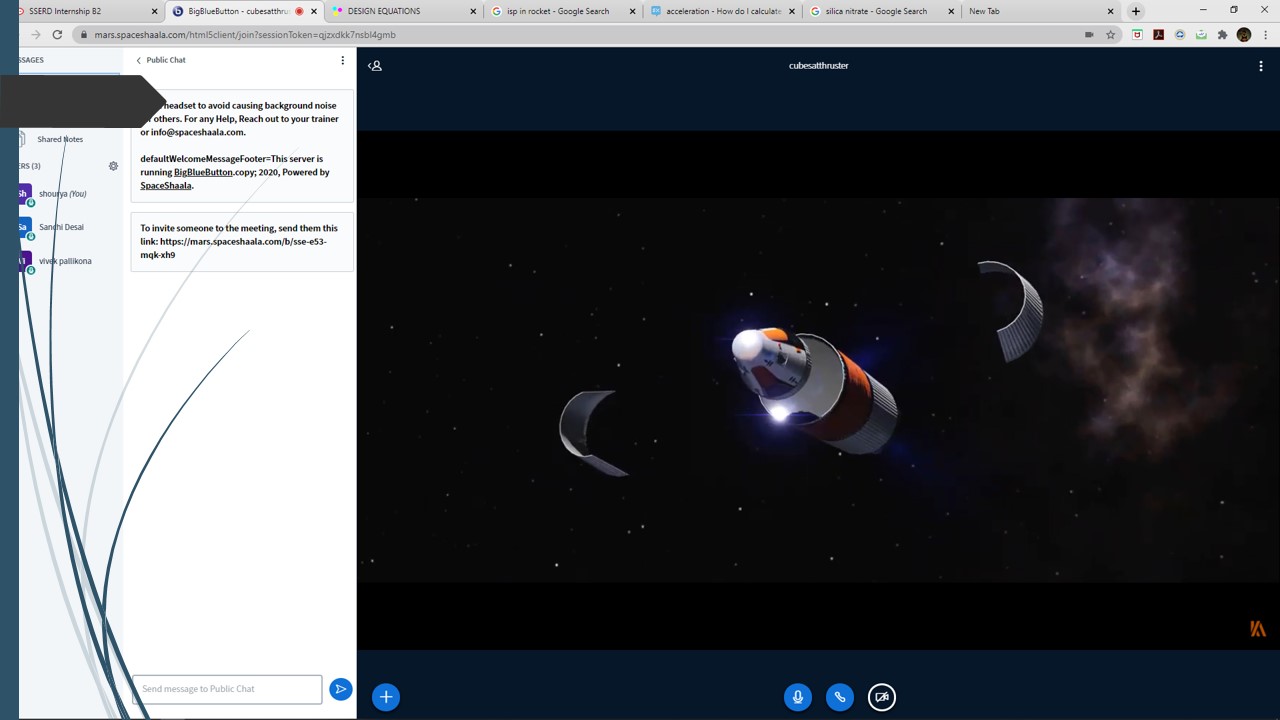 SSERD Internship B2
BigBlueButton - cubesatthrus
DESIGN EQUATIONS
isp in rocket - Google Search
acceleration - How do I calculate
silica nitrate - Google Search
New Tab
mars.spaceshaala.com/html5client/join?sessionToken=qjzxdkk7nsbl4gmb
SSAGES
Public Chat
cubesatthruster
headset to avoid causing background noise
others. For any Help, Reach out to your trainer
or info@spaceshaala.com.
defaultWelcomeMessageFooter=This server is
running BigBlueButton.copy; 2020, Powered by
SpaceShaala.
To invite someone to the meeting, send them this
link: https://mars.spaceshaala.com/b/sse-e53-
mqk-xh9
Shared Notes
ERS (3)
Sh shourya (You)
Sa Sanchi Desai
vivek pallikona
Send message to Public Chat